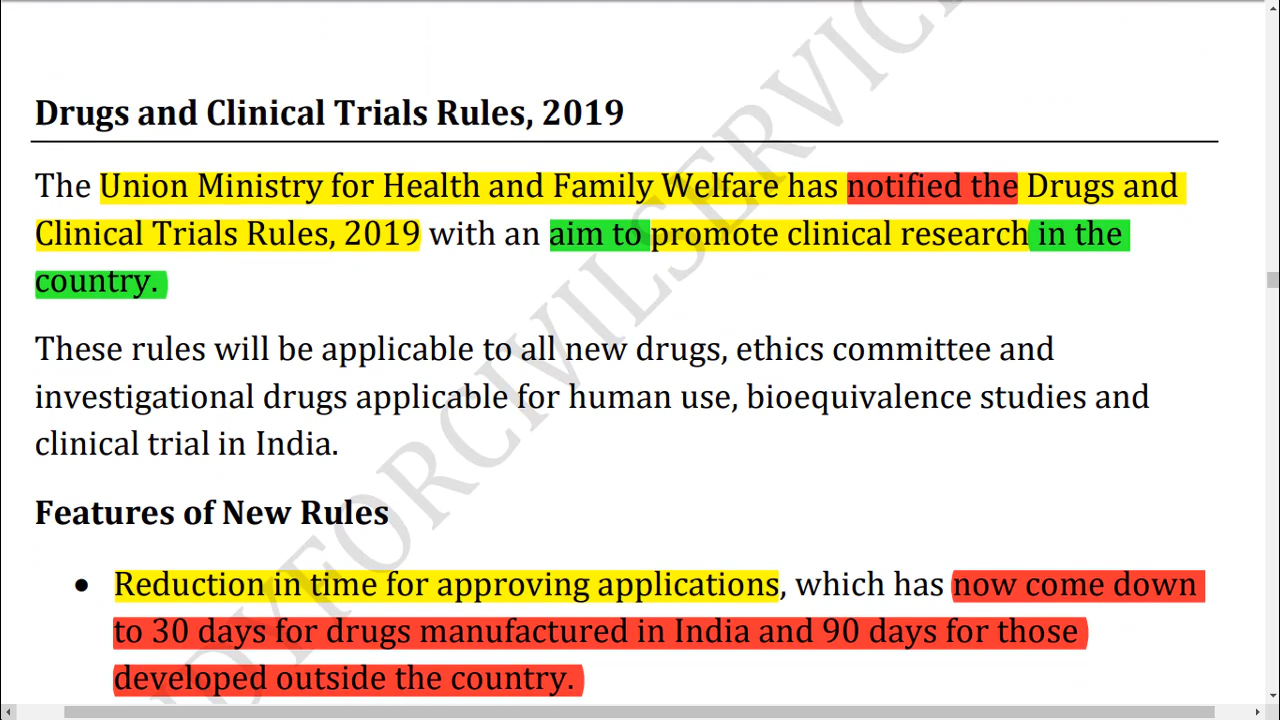 Drugs and Clinical Trials Rules, 2019
The Union Ministry for Health and Family Welfare has notified the Drugs and
Clinical Trials Rules, 2019 with an aim to promote clinical research in the
country.
These rules will be applicable to all new drugs, ethics committee and
investigational drugs applicable for human use, bioequivalence studies and
clinical trial in India.
Features of New Rules
• Reduction in time for approving applications, which has now come down
to 30 days for drugs manufactured in India and 90 days for those
developed outside the country.
DYFORCIVILSERVIC